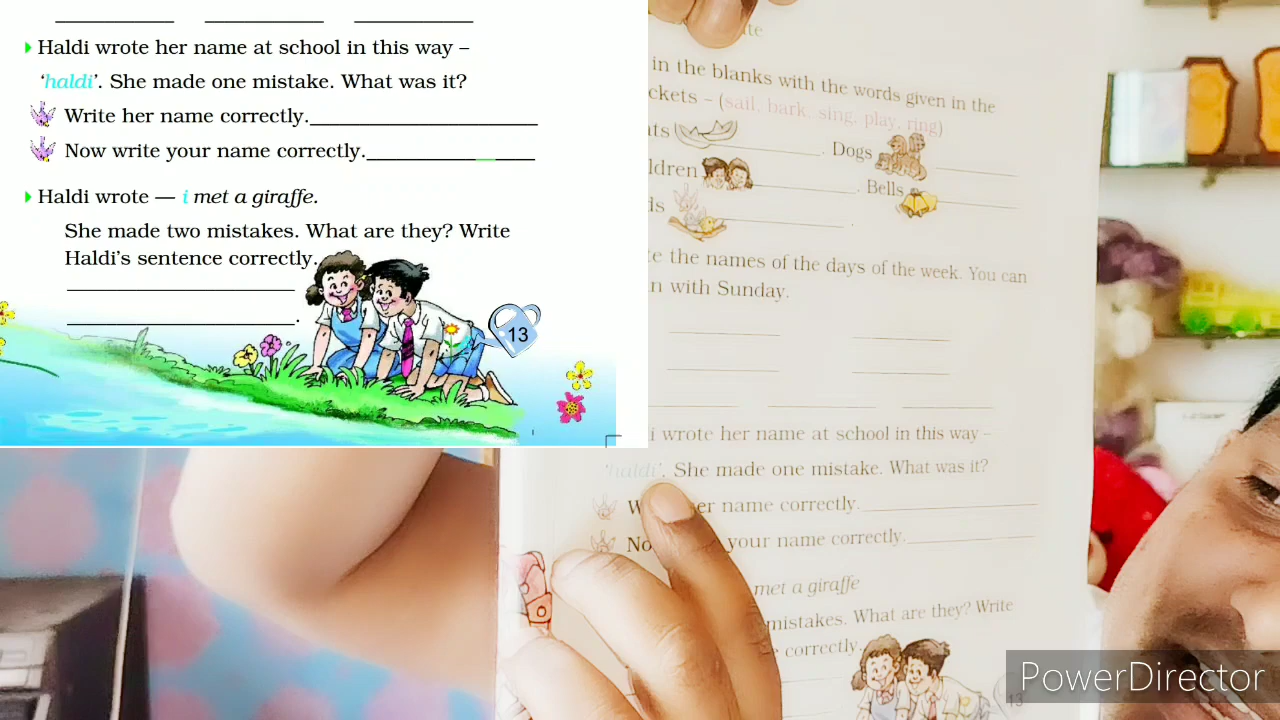 Haldi wrote her name at school in this way –
‘haldi’. She made one mistake. What was it?
Write her name correctly.
Now write your name correctly.
Haldi wrote — i met a giraffe.
She made two mistakes. What are they? Write
Haldi’s sentence correctly.
.
13
in the blanks with the words given in the
ckets – (sail, bark, sing, play, ring)
. Dogs
ldren . Bells
.
e the names of the days of the week. You can
n with Sunday.
i wrote her name at school in this way –
‘haldi’. She made one mistake. What was it?
W er name correctly.
No your name correctly.
met a giraffe
mistakes. What are they? Write
correctly.
13
PowerDirector